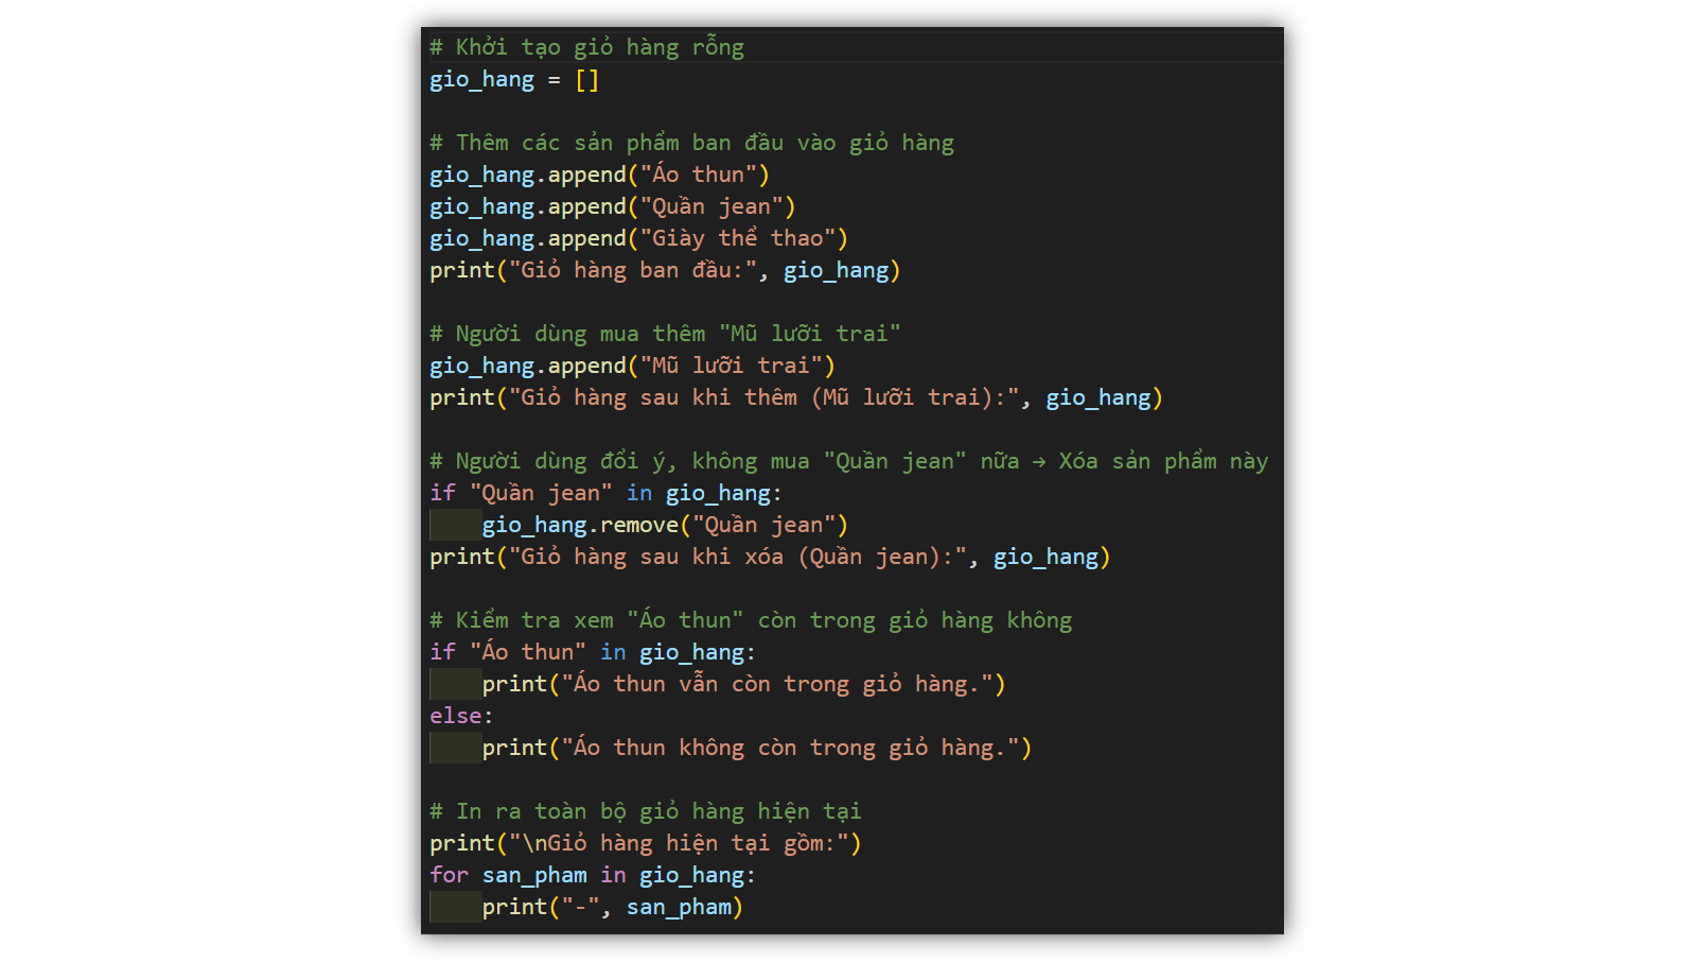 # Khởi tạo giỏ hàng rỗng
gio_hang = []

# Thêm các sản phẩm ban đầu vào giỏ hàng
gio_hang.append("Áo thun")
gio_hang.append("Quần jean")
gio_hang.append("Giày thể thao")
print("Giỏ hàng ban đầu:", gio_hang)

# Người dùng mua thêm "Mũ lưỡi trai"
gio_hang.append("Mũ lưỡi trai")
print("Giỏ hàng sau khi thêm (Mũ lưỡi trai):", gio_hang)

# Người dùng đổi ý, không mua "Quần jean" nữa → Xóa sản phẩm này
if "Quần jean" in gio_hang:
    gio_hang.remove("Quần jean")
print("Giỏ hàng sau khi xóa (Quần jean):", gio_hang)

# Kiểm tra xem "Áo thun" còn trong giỏ hàng không
if "Áo thun" in gio_hang:
    print("Áo thun vẫn còn trong giỏ hàng.")
else:
    print("Áo thun không còn trong giỏ hàng.")

# In ra toàn bộ giỏ hàng hiện tại
print("\nGiỏ hàng hiện tại gồm:")
for san_pham in gio_hang:
    print("-", san_pham)